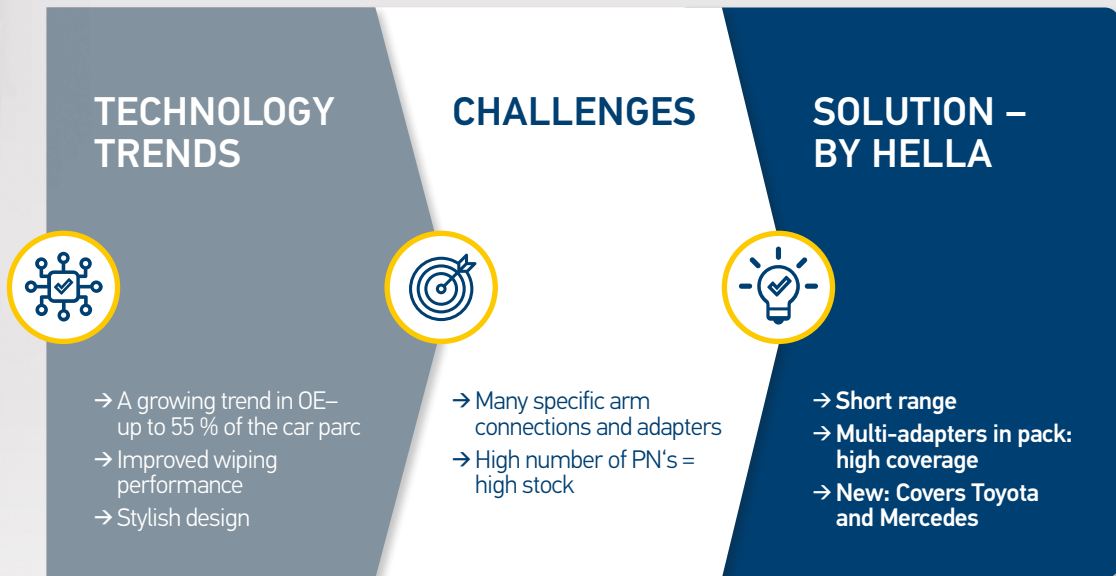 TECHNOLOGY
TRENDS
→ A growing trend in OE–
up to 55 % of the car parc
→ Improved wiping
performance
→ Stylish design
CHALLENGES
→ Many specific arm
connections and adapters
→ High number of PN‘s =
high stock
SOLUTION –
BY HELLA
→ Short range
→ Multi-adapters in pack:
high coverage
→ New: Covers Toyota
and Mercedes